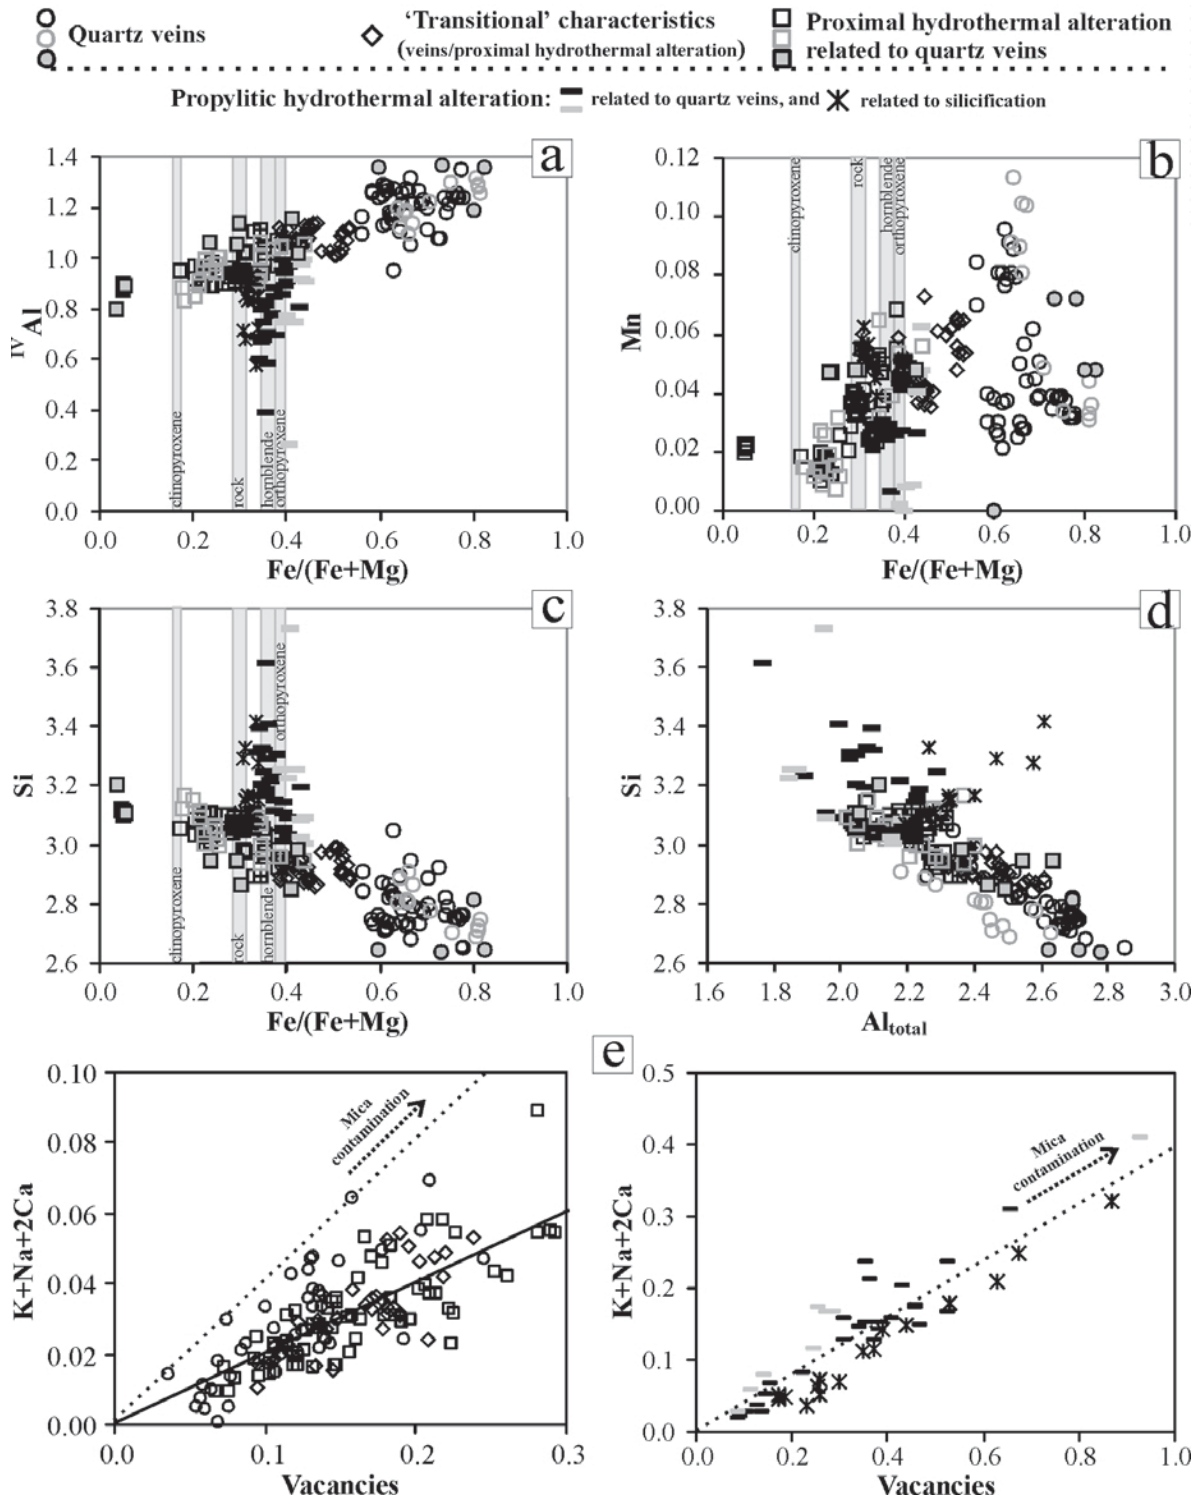 Quartz veins
'Transitional' characteristics
(veins/proximal hydrothermal alteration)
Proximal hydrothermal alteration
related to quartz veins
Propylitic hydrothermal alteration:
related to quartz veins, and
related to silicification
a
IV Al
1.4
1.2
1.0
0.8
0.6
0.4
0.2
0.0
clinopyroxene
rock
hornblende
orthopyroxene
0.0 0.2 0.4 0.6 0.8 1.0
Fe/(Fe+Mg)
b
Mn
0.12
0.10
0.08
0.06
0.04
0.02
0.00
clinopyroxene
rock
hornblende
orthopyroxene
0.0 0.2 0.4 0.6 0.8 1.0
Fe/(Fe+Mg)
c
Si
3.8
3.6
3.4
3.2
3.0
2.8
2.6
clinopyroxene
rock
hornblende
orthopyroxene
0.0 0.2 0.4 0.6 0.8 1.0
Fe/(Fe+Mg)
d
Si
3.8
3.6
3.4
3.2
3.0
2.8
2.6
1.6 1.8 2.0 2.2 2.4 2.6 2.8 3.0
Al total
e
K+Na+2Ca
0.10
0.08
0.06
0.04
0.02
0.00
Mica
contamination
0.0 0.1 0.2 0.3
Vacancies
K+Na+2Ca
0.5
0.4
0.3
0.2
0.1
0.0
Mica
contamination
0.0 0.2 0.4 0.6 0.8 1.0
Vacancies